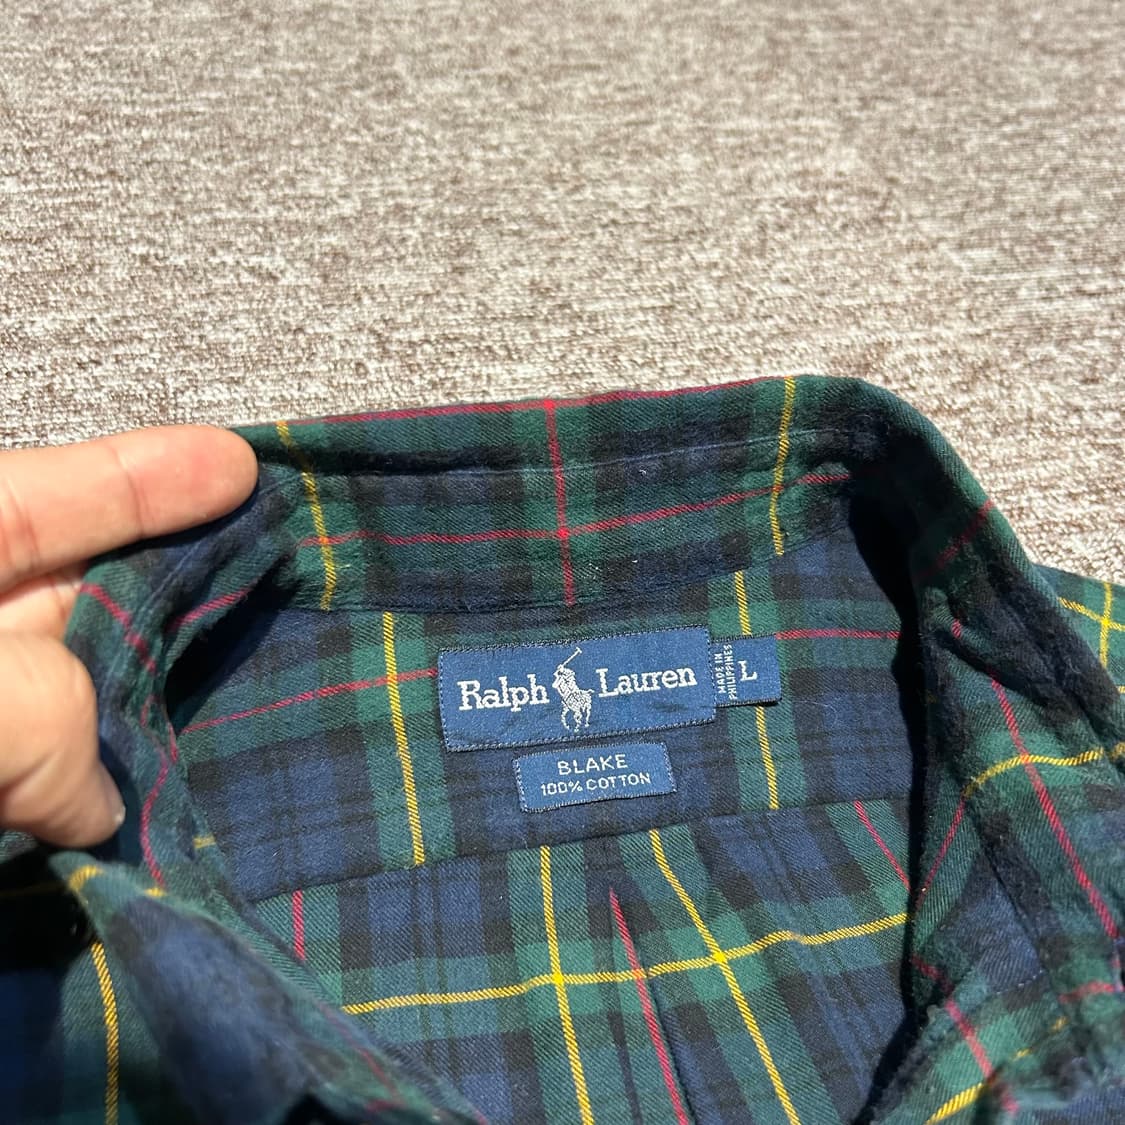 Ralph Lauren
MADE IN
PHILIPPINES
L
BLAKE
100% COTTON